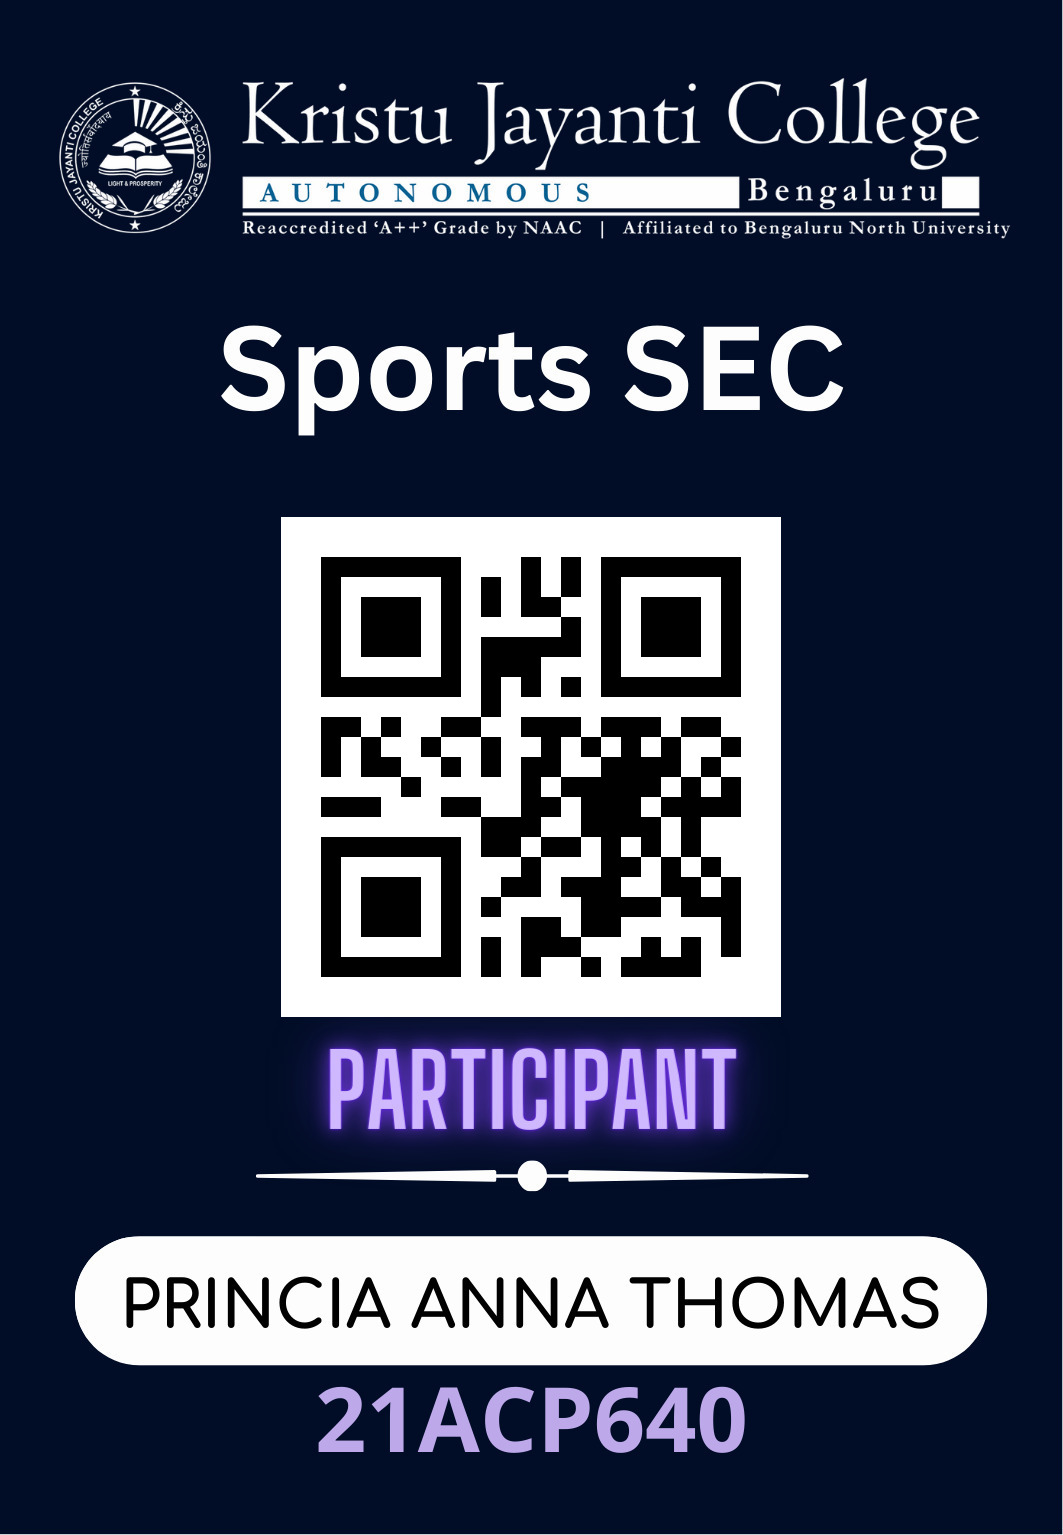 Kristu Jayanti College
AUTONOMOUS Bengaluru
Reaccredited ‘A++’ Grade by NAAC | Affiliated to Bengaluru North University
KRISTU JAYANTI COLLEGE
ಕ್ರಿಸ್ತು ಜಯಂತಿ ಕಾಲೇಜು
LIGHT & PROSPERITY
Sports SEC
PARTICIPANT
PRINCIA ANNA THOMAS
21ACP640